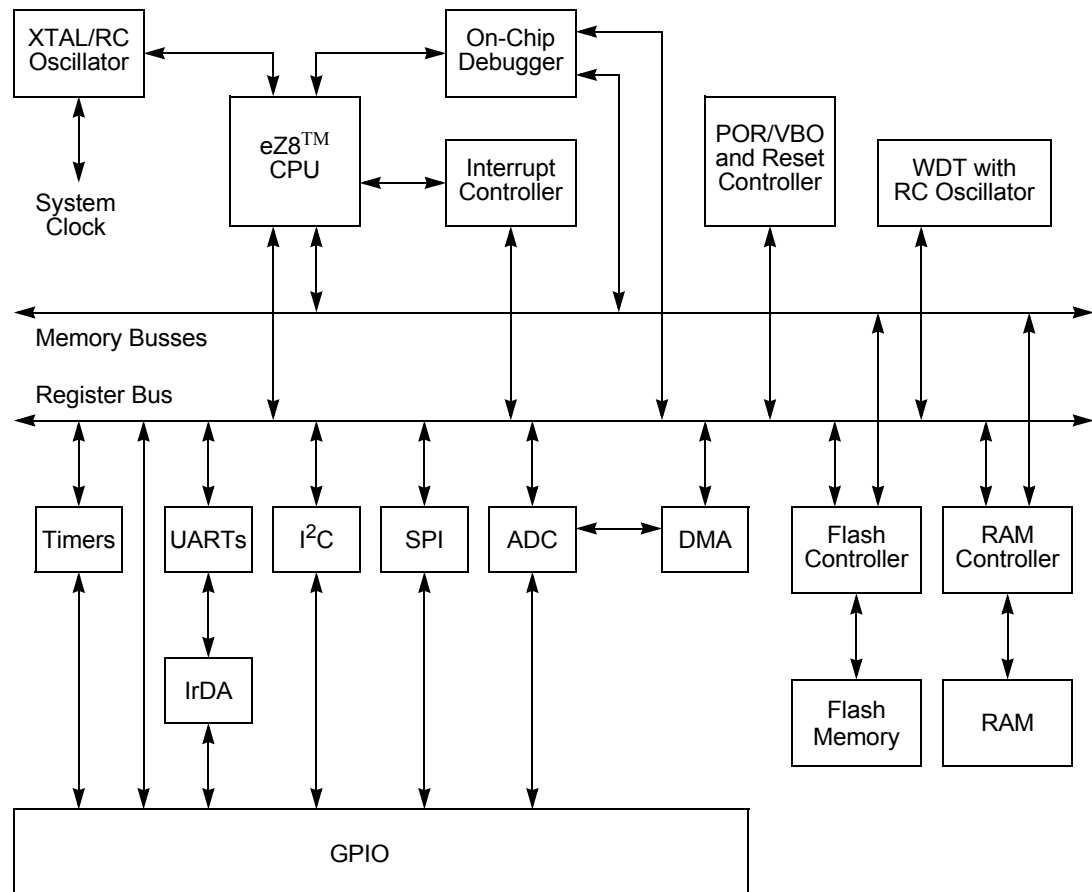 XTAL/RC
Oscillator
On-Chip
Debugger
eZ8™
CPU
Interrupt
Controller
POR/VBO
and Reset
Controller
WDT with
RC Oscillator
System
Clock
Memory Busses
Register Bus
Timers
UARTs
I²C
SPI
ADC
DMA
Flash
Controller
RAM
Controller
IrDA
Flash
Memory
RAM
GPIO